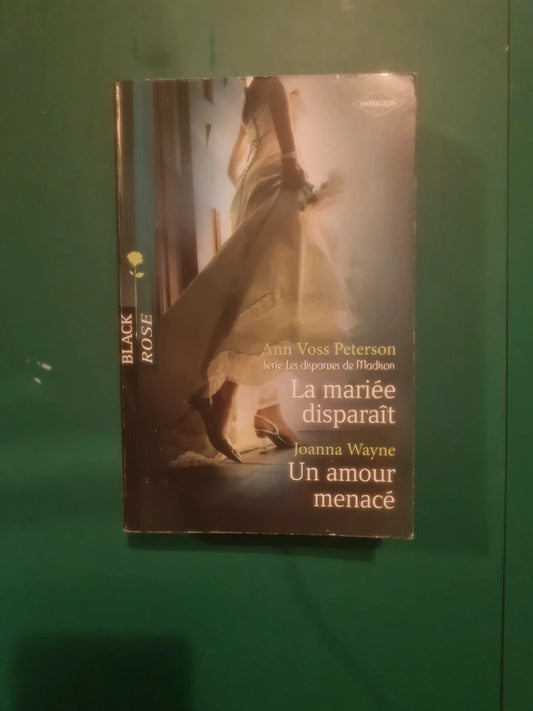 HARLEQUIN
BLACK
ROSE
Ann Voss Peterson
Série Les disparues de Madison
La mariée
disparaît
Joanna Wayne
Un amour
menacé